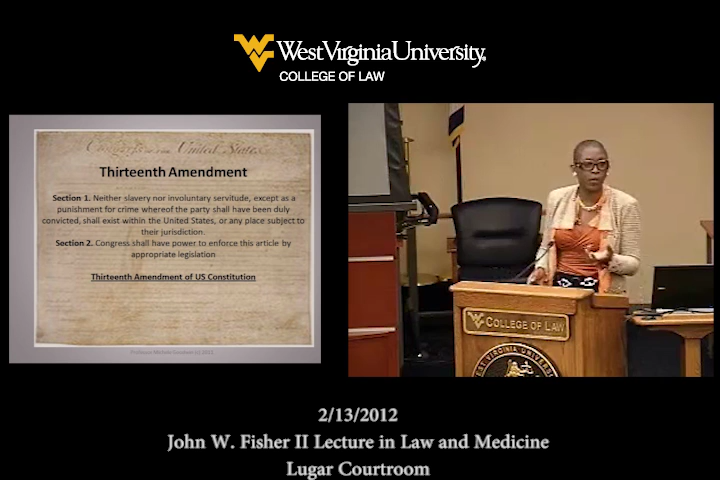 WestVirginiaUniversity.
COLLEGE OF LAW
Thirteenth Amendment
Section 1. Neither slavery nor involuntary servitude, except as a
punishment for crime whereof the party shall have been duly
convicted, shall exist within the United States, or any place subject to
their jurisdiction.
Section 2. Congress shall have power to enforce this article by
appropriate legislation
Thirteenth Amendment of US Constitution
COLLEGE OF LAW
WEST VIRGINIA UNIVERSITY
2/13/2012
John W. Fisher II Lecture in Law and Medicine
Lugar Courtroom